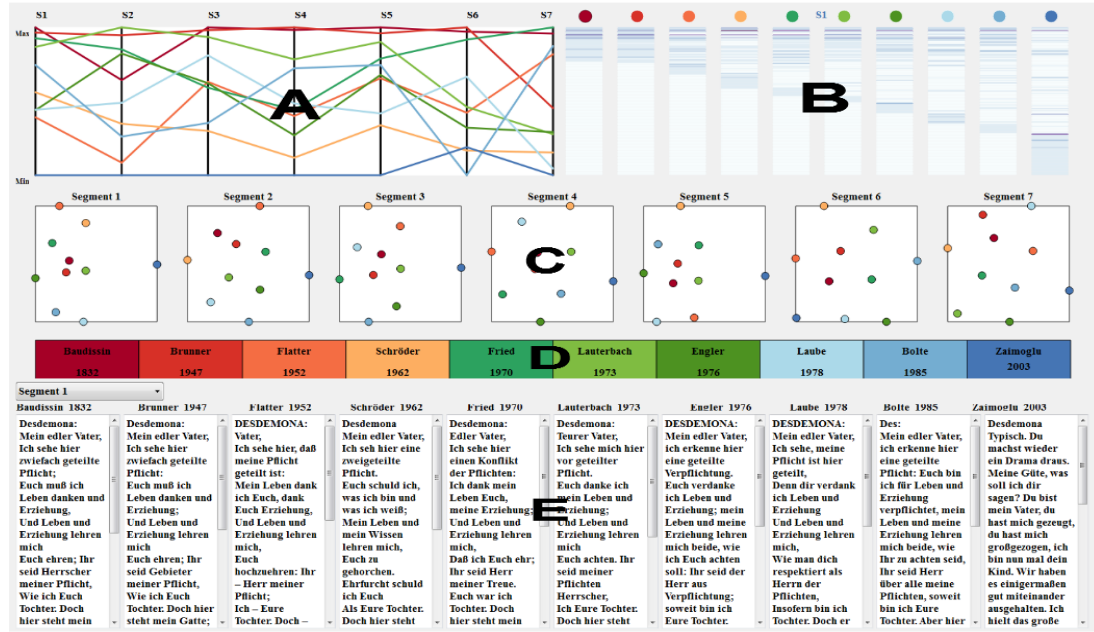 S1 S2 S3 S4 S5 S6 S7
S1
Max
Min
A
B
Segment 1 Segment 2 Segment 3 Segment 4 Segment 5 Segment 6 Segment 7
C
Baudissin Brunner Flatter Schröder Fried Lauterbach Engler Laube Bolte Zaimoglu
1832 1947 1952 1962 1970 1973 1976 1978 1985 2003
D
Segment 1
Baudissin 1832
Desdemona:
Mein edler Vater,
Ich sehe hier
zwiefach geteilte
Pflicht;
Euch muß ich
Leben danken und
Erziehung,
Und Leben und
Erziehung lehren
mich
Euch ehren; Ihr
seid Herrscher
meiner Pflicht,
Wie ich Euch
Tochter. Doch
hier steht mein
Brunner 1947
Desdemona:
Mein edler Vater,
Ich sehe hier
zwiefach geteilte
Pflicht:
Euch muß ich
Leben danken und
Erziehung;
Und Leben und
Erziehung lehren
mich
Euch ehren; Ihr
seid Gebieter
meiner Pflicht,
Wie ich Euch
Tochter. Doch hier
steht mein Gatte;
Flatter 1952
DESDEMONA:
Vater,
Ich sehe hier, daß
meine Pflicht
geteilt ist:
Mein Leben dank
ich Euch, dank
Euch Erziehung,
Und Leben und
Erziehung lehren
mich,
Euch
hochzuehren: Ihr
– Herr meiner
Pflicht;
Ich – Eure
Tochter. Doch –
Schröder 1962
Desdemona
Mein edler Vater,
Ich seh hier eine
zweigeteilte
Pflicht.
Euch schuld ich,
was ich bin und
was ich weiß;
Mein Leben und
mein Wissen
lehren mich,
Euch zu
gehorchen.
Ehrfurcht schuld
ich Euch
Als Eure Tochter.
Doch hier steht
Fried 1970
Desdemona:
Edler Vater,
Ich sehe hier
einen Konflikt
der Pflichten:
Ich dank mein
Leben Euch,
meine Erziehung;
Und Leben und
Erziehung lehren
mich,
Daß ich Euch ehr;
Ihr seid Herr
meiner Treue.
Euch war ich
Tochter. Doch
hier steht mein
Lauterbach 1973
Desdemona:
Teurer Vater,
Ich sehe mich hier
vor geteilter
Pflicht.
Euch danke ich
mein Leben und
Erziehung;
Und Leben und
Erziehung lehren
mich
Euch achten. Ihr
seid meiner
Pflichten
Herrscher,
Ich Eure Tochter.
Doch hier steht
E
Engler 1976
DESDEMONA:
Mein edler Vater,
ich erkenne hier
eine geteilte
Verpflichtung.
Euch verdanke
ich Leben und
Erziehung; mein
Leben und meine
Erziehung lehren
mich beide, wie
ich Euch achten
soll: Ihr seid der
Herr aus
Verpflichtung;
soweit bin ich
Eure Tochter.
Laube 1978
DESDEMONA:
Mein edler Vater,
Ich sehe, meine
Pflicht ist hier
geteilt,
Denn dir verdank
ich Leben und
Erziehung
Und Leben und
Erziehung lehren
mich,
Wie man dich
respektiert als
Herrn der
Pflichten,
Insofern bin ich
Tochter. Doch er
Bolte 1985
Des:
Mein edler Vater,
ich erkenne hier
eine geteilte
Pflicht: Euch bin
ich für Leben und
Erziehung
verpflichtet, mein
Leben und meine
Erziehung lehren
mich beide, wie
Ihr zu achten seid,
Ihr seid Herr
über alle meine
Pflichten, soweit
bin ich Eure
Tochter. Aber hier
Zaimoglu 2003
Desdemona
Typisch. Du
machst wieder
ein Drama draus.
Meine Güte, was
soll ich dir
sagen? Du bist
mein Vater, du
hast mich gezeugt,
du hast mich
großgezogen, ich
bin nun mal dein
Kind. Wir haben
es einigermaßen
gut miteinander
ausgehalten. Ich
hielt das große